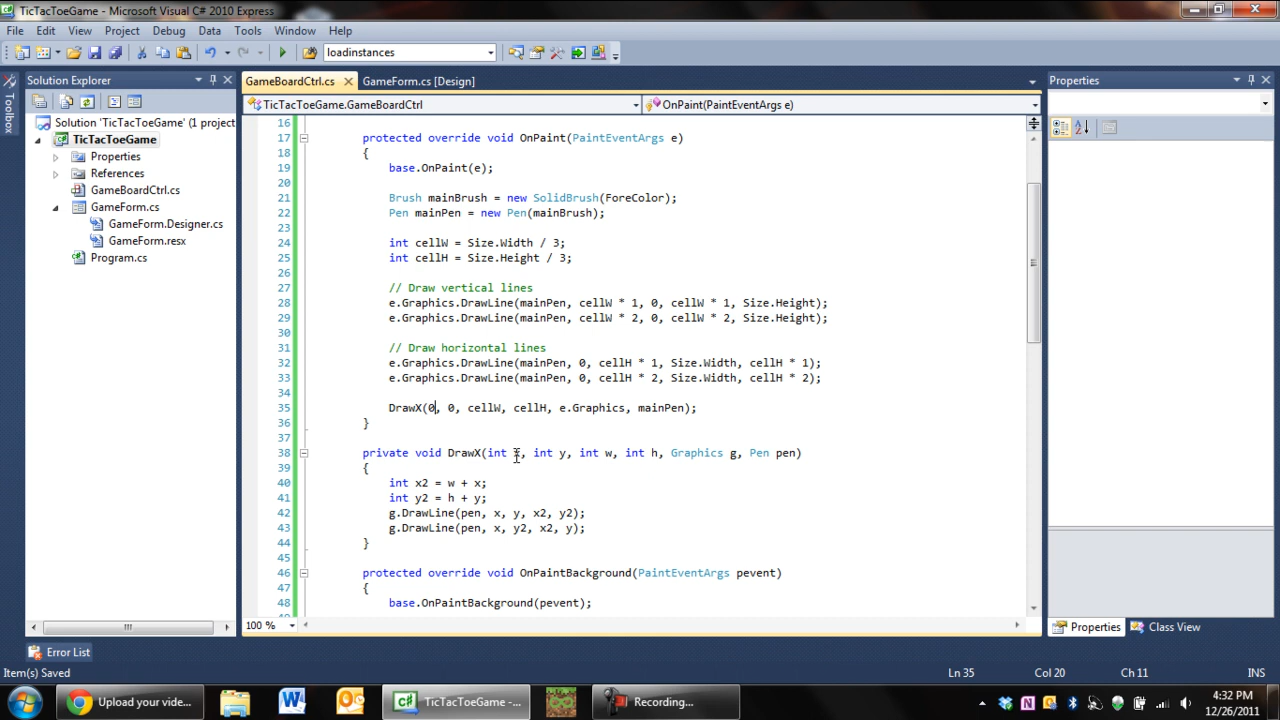 TicTacToeGame - Microsoft Visual C# 2010 Express
File Edit View Project Debug Data Tools Window Help
loadinstances
Solution Explorer
GameBoardCtrl.cs
GameForm.cs [Design]
Properties
TicTacToeGame.GameBoardCtrl
OnPaint(PaintEventArgs e)
Toolbox
Solution 'TicTacToeGame' (1 project
TicTacToeGame
Properties
References
GameBoardCtrl.cs
GameForm.cs
GameForm.Designer.cs
GameForm.resx
Program.cs
16
17 protected override void OnPaint(PaintEventArgs e)
18 {
19 base.OnPaint(e);
20
21 Brush mainBrush = new SolidBrush(ForeColor);
22 Pen mainPen = new Pen(mainBrush);
23
24 int cellW = Size.Width / 3;
25 int cellH = Size.Height / 3;
26
27 // Draw vertical lines
28 e.Graphics.DrawLine(mainPen, cellW * 1, 0, cellW * 1, Size.Height);
29 e.Graphics.DrawLine(mainPen, cellW * 2, 0, cellW * 2, Size.Height);
30
31 // Draw horizontal lines
32 e.Graphics.DrawLine(mainPen, 0, cellH * 1, Size.Width, cellH * 1);
33 e.Graphics.DrawLine(mainPen, 0, cellH * 2, Size.Width, cellH * 2);
34
35 DrawX(0, 0, cellW, cellH, e.Graphics, mainPen);
36 }
37
38 private void DrawX(int x, int y, int w, int h, Graphics g, Pen pen)
39 {
40 int x2 = w + x;
41 int y2 = h + y;
42 g.DrawLine(pen, x, y, x2, y2);
43 g.DrawLine(pen, x, y2, x2, y);
44 }
45
46 protected override void OnPaintBackground(PaintEventArgs pevent)
47 {
48 base.OnPaintBackground(pevent);
100 %
Properties
Class View
Error List
Item(s) Saved
Ln 35
Col 20
Ch 11
INS
Upload your vide...
TicTacToeGame -...
Recording...
4:32 PM
12/26/2011